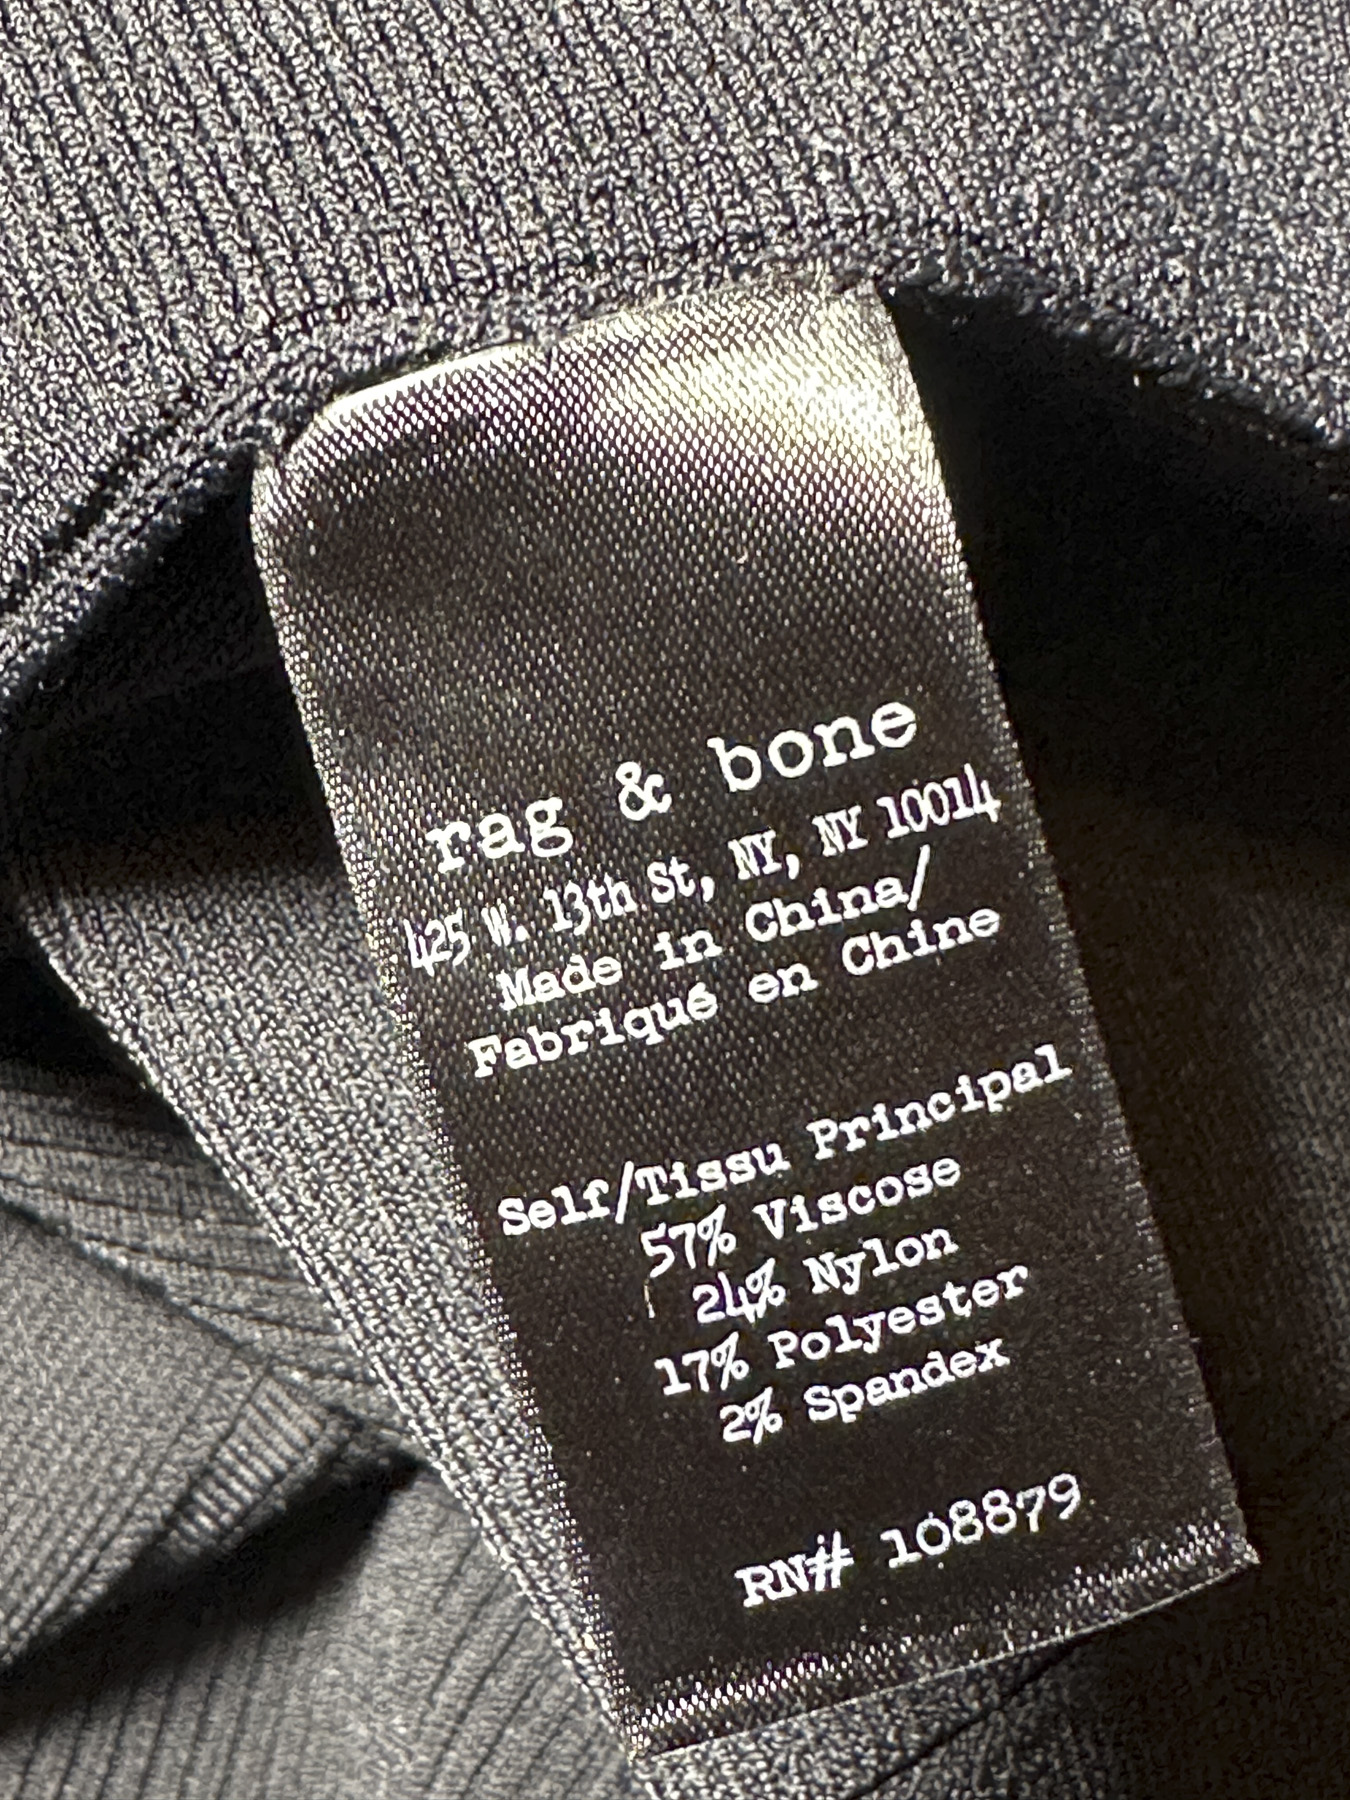 rag & bone
425 W. 13th St, NY, NY 10014
Made in China/
Fabriqué en Chine
Self/Tissu Principal
57% Viscose
24% Nylon
17% Polyester
2% Spandex
RN# 108879